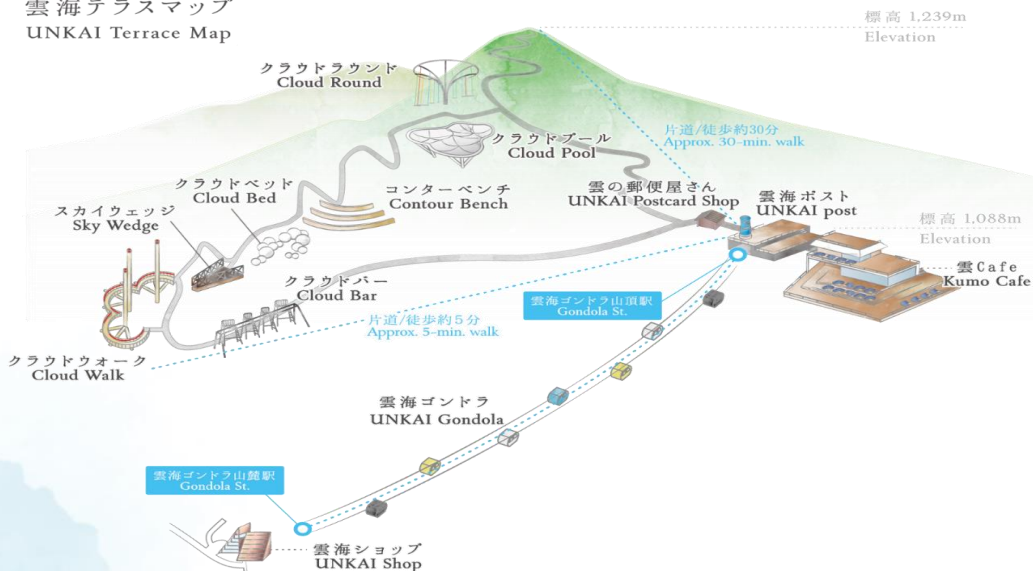 雲海テラスマップ
UNKAI Terrace Map
標高 1,239m
Elevation
クラウドラウンド
Cloud Round
片道/徒歩約30分
Approx. 30-min. walk
クラウドプール
Cloud Pool
クラウドベッド
Cloud Bed
コンターベンチ
Contour Bench
雲の郵便屋さん
UNKAI Postcard Shop
雲海ポスト
UNKAI post
スカイウェッジ
Sky Wedge
標高 1,088m
Elevation
雲Cafe
Kumo Cafe
クラウドバー
Cloud Bar
雲海ゴンドラ山頂駅
Gondola St.
片道/徒歩約5分
Approx. 5-min. walk
クラウドウォーク
Cloud Walk
雲海ゴンドラ
UNKAI Gondola
雲海ゴンドラ山麓駅
Gondola St.
雲海ショップ
UNKAI Shop